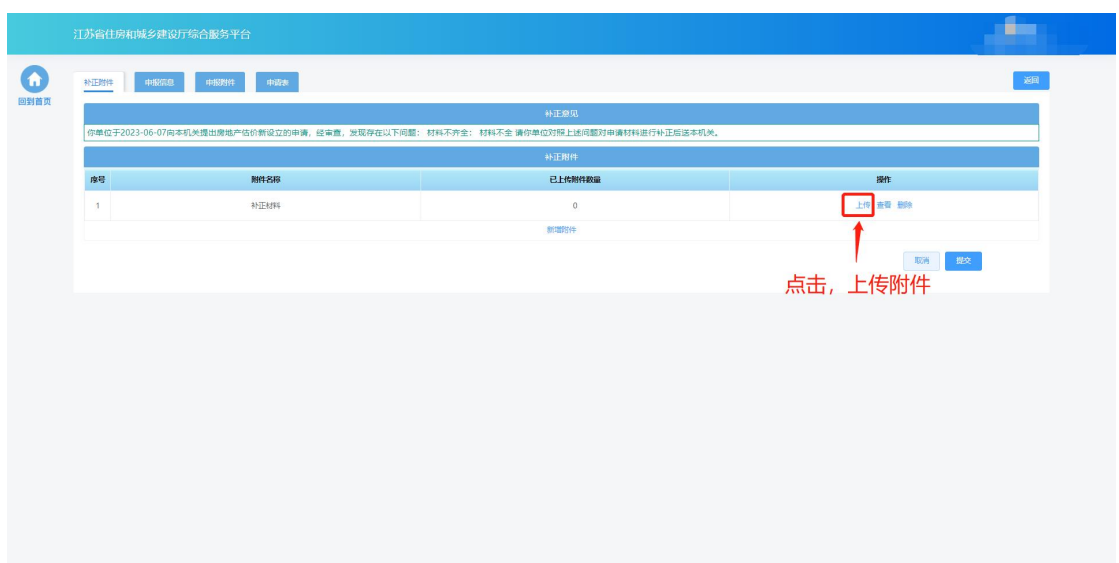 江苏省住房和城乡建设厅综合服务平台
回到首页
补正附件 申报信息 申报附件 申请表 返回
补正意见
你单位于2023-06-07向本机关提出房地产估价新设立的申请，经审查，发现存在以下问题： 材料不齐全： 材料不全 请你单位对照上述问题对申请材料进行补正后送本机关。
补正附件
序号 附件名称 已上传附件数量 操作
1 补正材料 0 上传 查看 删除
新增附件
取消 提交
点击，上传附件